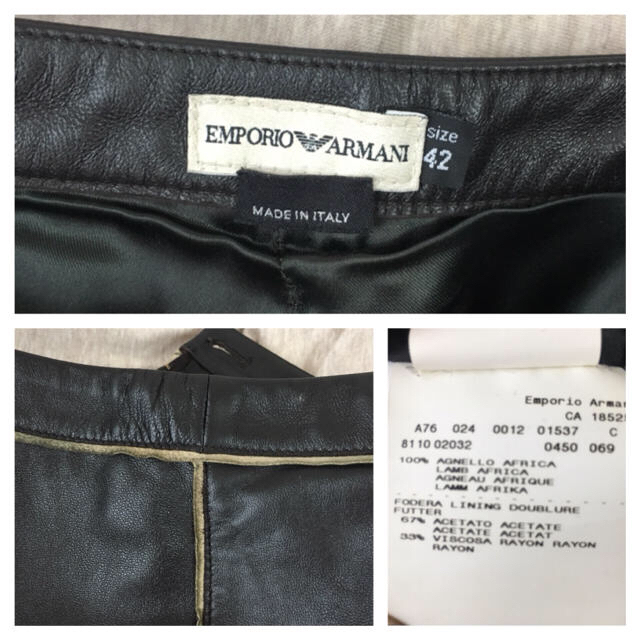 EMPORIO ARMANI
size
42
MADE IN ITALY
Emporio Armar
CA 1852
A76 024 0012 01537 C
8110 02032 0450 069
100% AGNELLO AFRICA
LAMB AFRICA
AGNEAU AFRIQUE
LAMM AFRIKA
FODERA LINING DOUBLURE
FUTTER
67% ACETATO ACETATE
ACETATE ACETAT
33% VISCOSA RAYON RAYON
RAYON